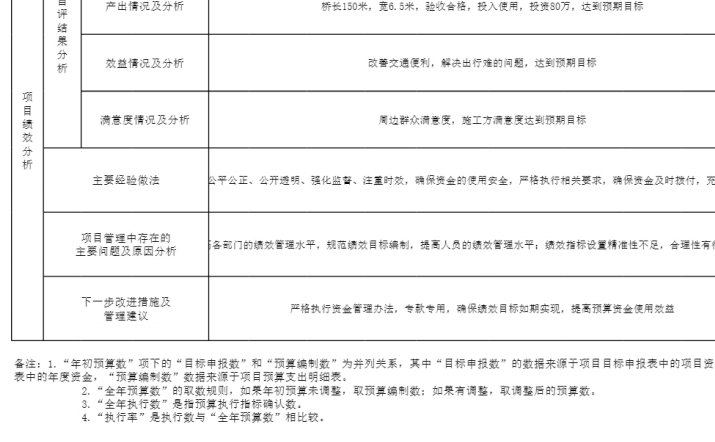 产出情况及分析
桥长150米，宽6.5米，验收合格，投入使用，投资80万，达到预期目标
评结果分析
效益情况及分析
改善交通便利，解决出行难的问题，达到预期目标
项目绩效分析
满意度情况及分析
周边群众满意度，施工方满意度达到预期目标
主要经验做法
公平公正、公开透明、强化监督、注重时效，确保资金的使用安全，严格执行相关要求，确保资金及时拨付，充
项目管理中存在的
主要问题及原因分析
各部门的绩效管理水平，规范绩效目标编制，提高人员的绩效管理水平；绩效指标设置精准性不足，合理性有
下一步改进措施及
管理建议
严格执行资金管理办法，专款专用，确保绩效目标如期实现，提高预算资金使用效益
备注：1.“年初预算数”项下的“目标申报数”和“预算编制数”为并列关系，其中“目标申报数”的数据来源于项目目标申报表中的项目资
表中的年度资金，“预算编制数”数据来源于项目预算支出明细表。
2.“全年预算数”的取数规则，如果年初预算未调整，取预算编制数；如果有调整，取调整后的预算数。
3.“全年执行数”是指预算执行指标确认数。
4.“执行率”是执行数与“全年预算数”相比较。